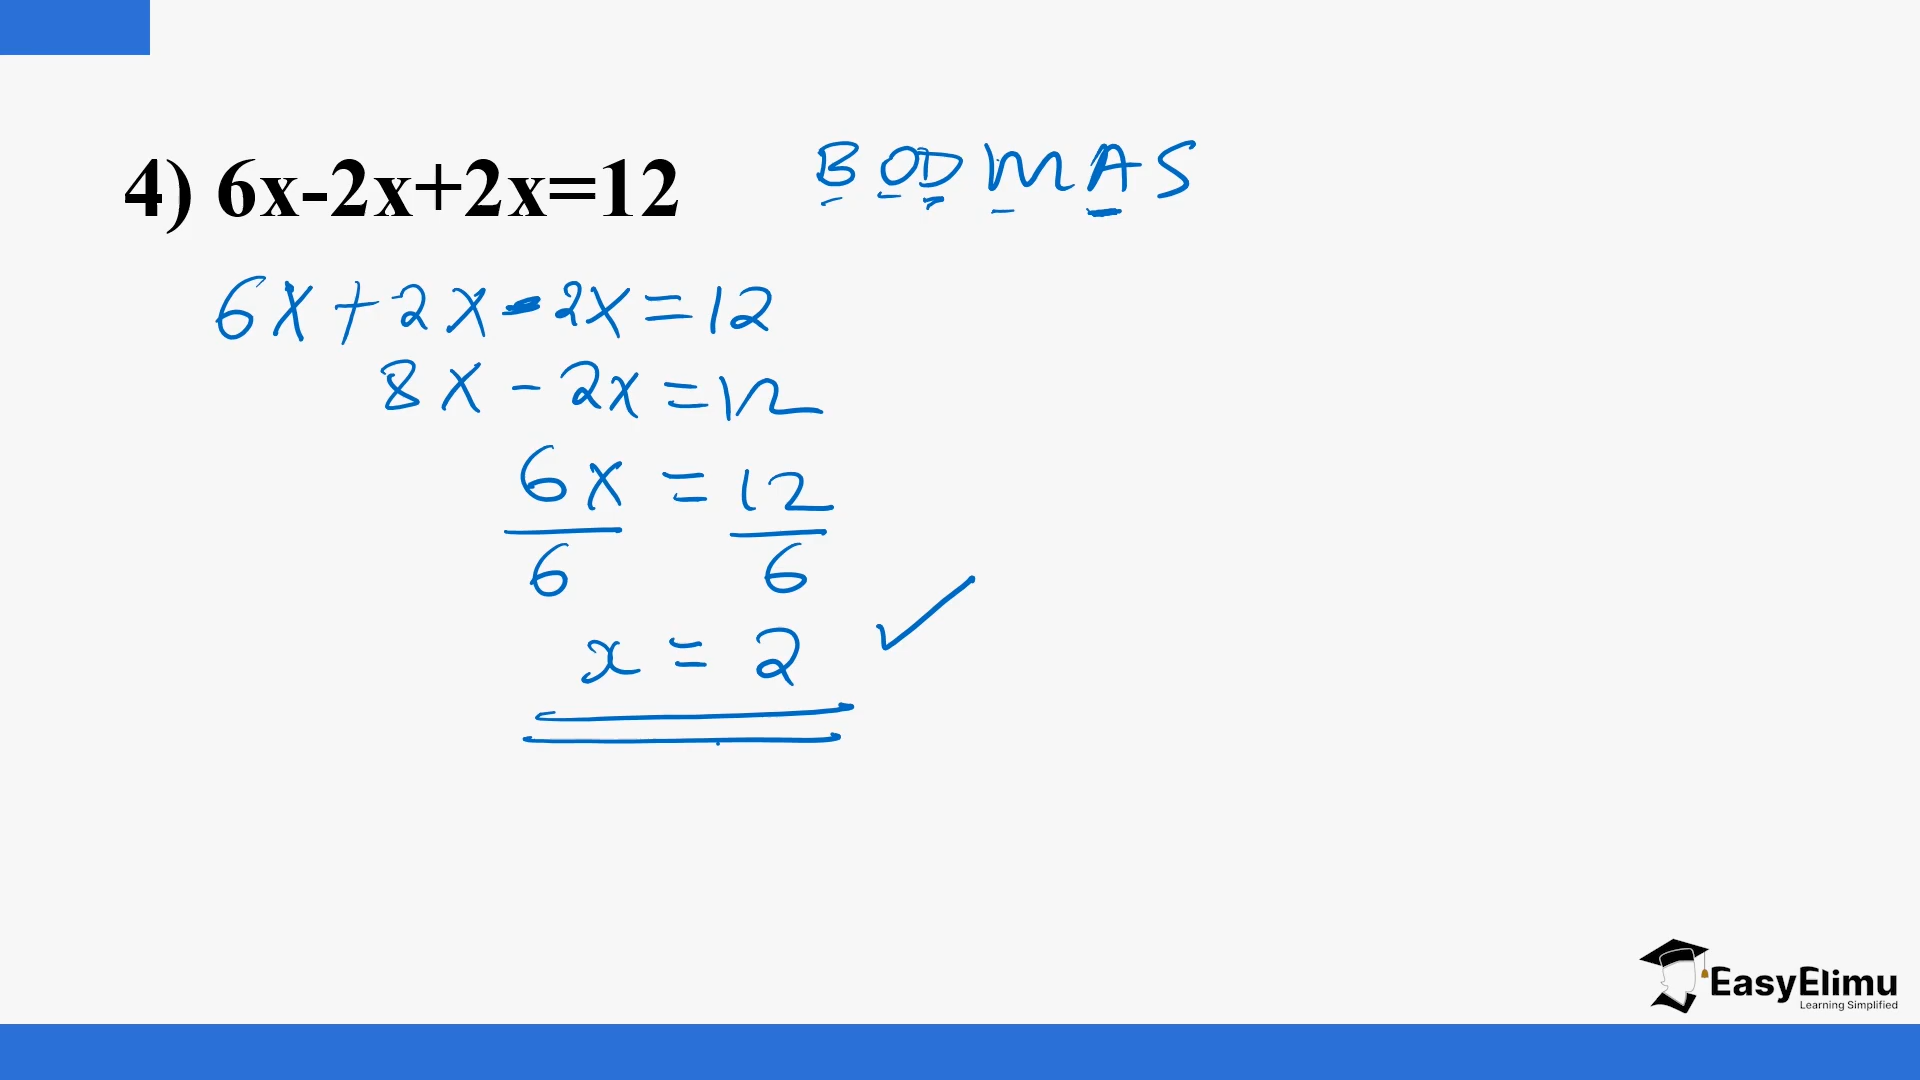 4) 6x-2x+2x=12
BODMAS
6x+2x-2x=12
8x-2x=12
6x = 12
6 6
x = 2
EasyElimu
Learning Simplified